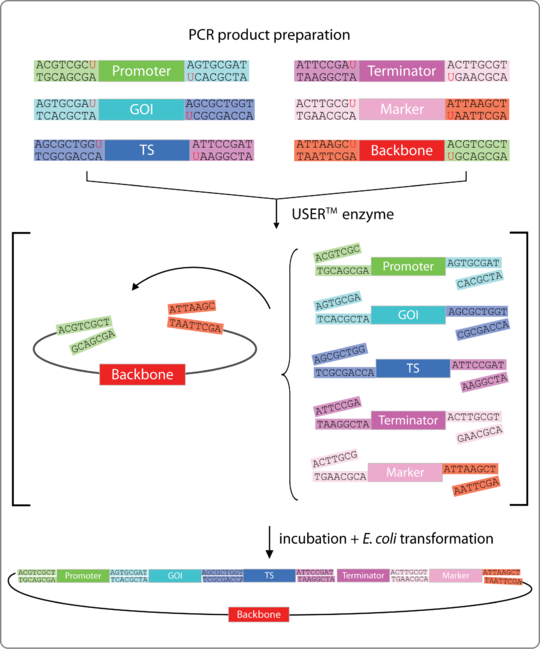 PCR product preparation
ACGTCGCU Promoter AGTGCGAT
TGCAGCGA UCACGCTA
ATTCCGAU Terminator ACTTGCGT
TAAGGCTA UGAACGCA
AGTGCGAU GOI AGCGCTGGT
TCACGCTA UCGCGACCA
ACTTGCGU Marker ATTAAGCT
TGAACGCA UAATTCGA
AGCGCTGGU TS ATTCCGAT
TCGCGACCA UAAGGCTA
ATTAAGCU Backbone ACGTCGCT
TAATTCGA UGCAGCGA
USER™ enzyme
ACGTCGCT
GCAGCGA
ATTAAGC
TAATTCGA
Backbone
ACGTCGC
TGCAGCGA Promoter AGTGCGAT
CACGCTA
AGTGCGA
TCACGCTA GOI AGCGCTGGT
CGCGACCA
AGCGCTGG
TCGCGACCA TS ATTCCGAT
AAGGCTA
ATTCCGA
TAAGGCTA Terminator ACTTGCGT
GAACGCA
ACTTGCG
TGAACGCA Marker ATTAAGCT
AATTCGA
incubation + E. coli transformation
ACGTCGCT Promoter AGTGCGAT GOI AGCGCTGGT TS ATTCCGAT Terminator ACTTGCGT Marker ATTAAGCT
TGCAGCGA TCACGCTA TCGCGACCA TAAGGCTA TGAACGCA TAATTCGA
Backbone